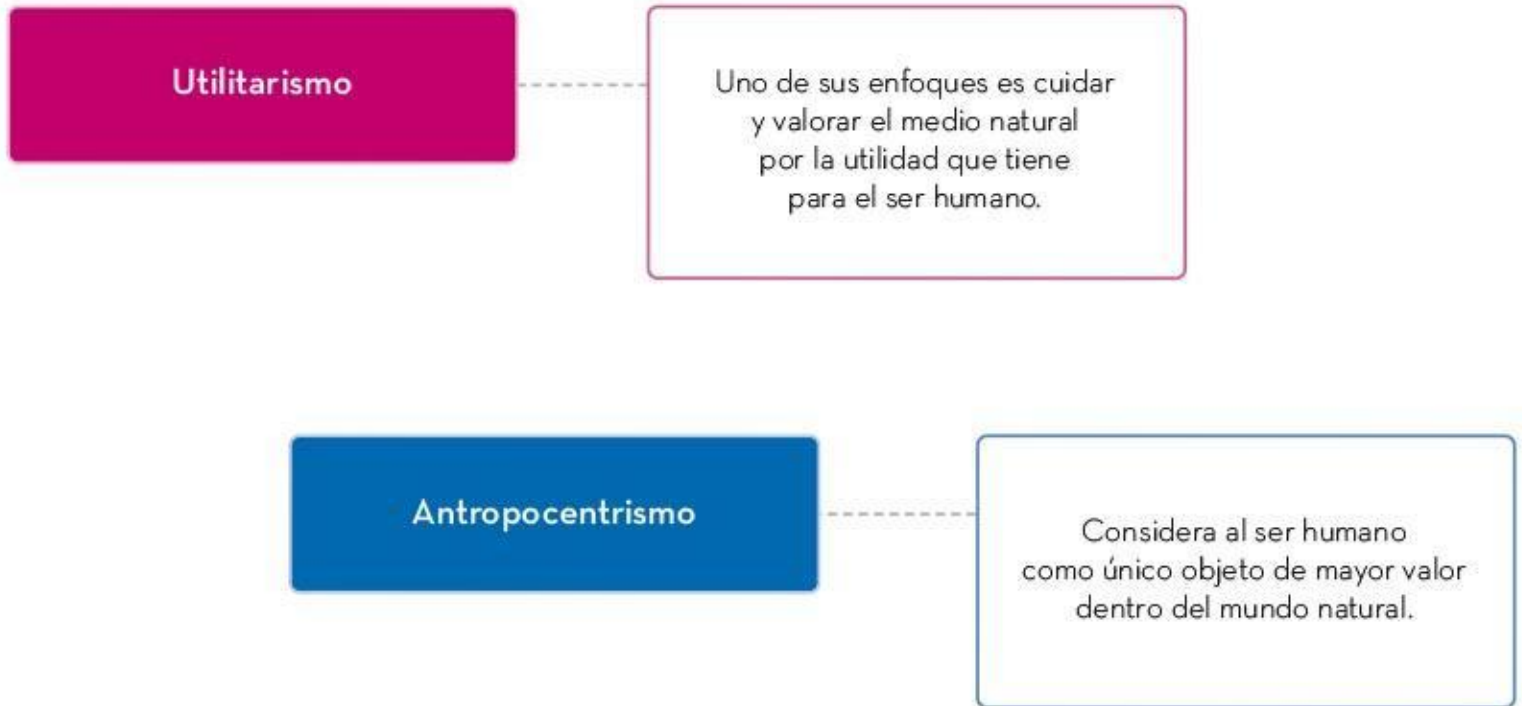 Utilitarismo
Uno de sus enfoques es cuidar
y valorar el medio natural
por la utilidad que tiene
para el ser humano.
Antropocentrismo
Considera al ser humano
como único objeto de mayor valor
dentro del mundo natural.